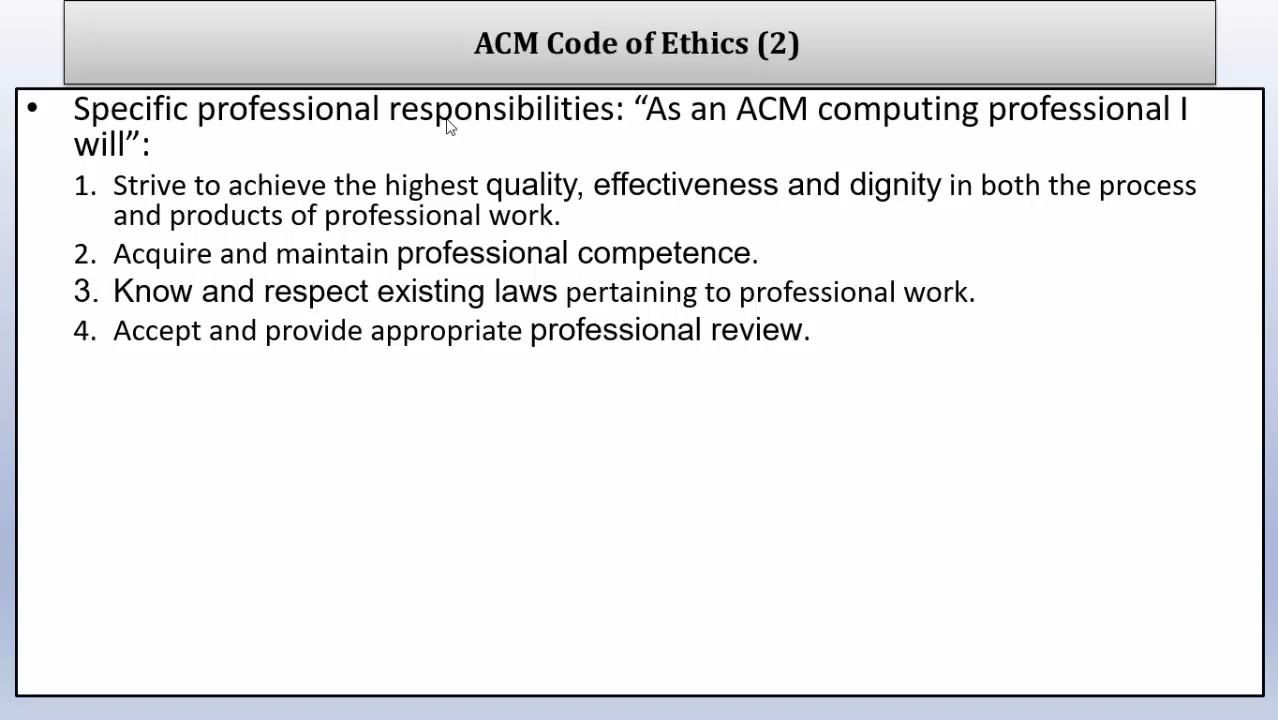 ACM Code of Ethics (2)
• Specific professional responsibilities: “As an ACM computing professional I
will”:
1. Strive to achieve the highest quality, effectiveness and dignity in both the process
and products of professional work.
2. Acquire and maintain professional competence.
3. Know and respect existing laws pertaining to professional work.
4. Accept and provide appropriate professional review.